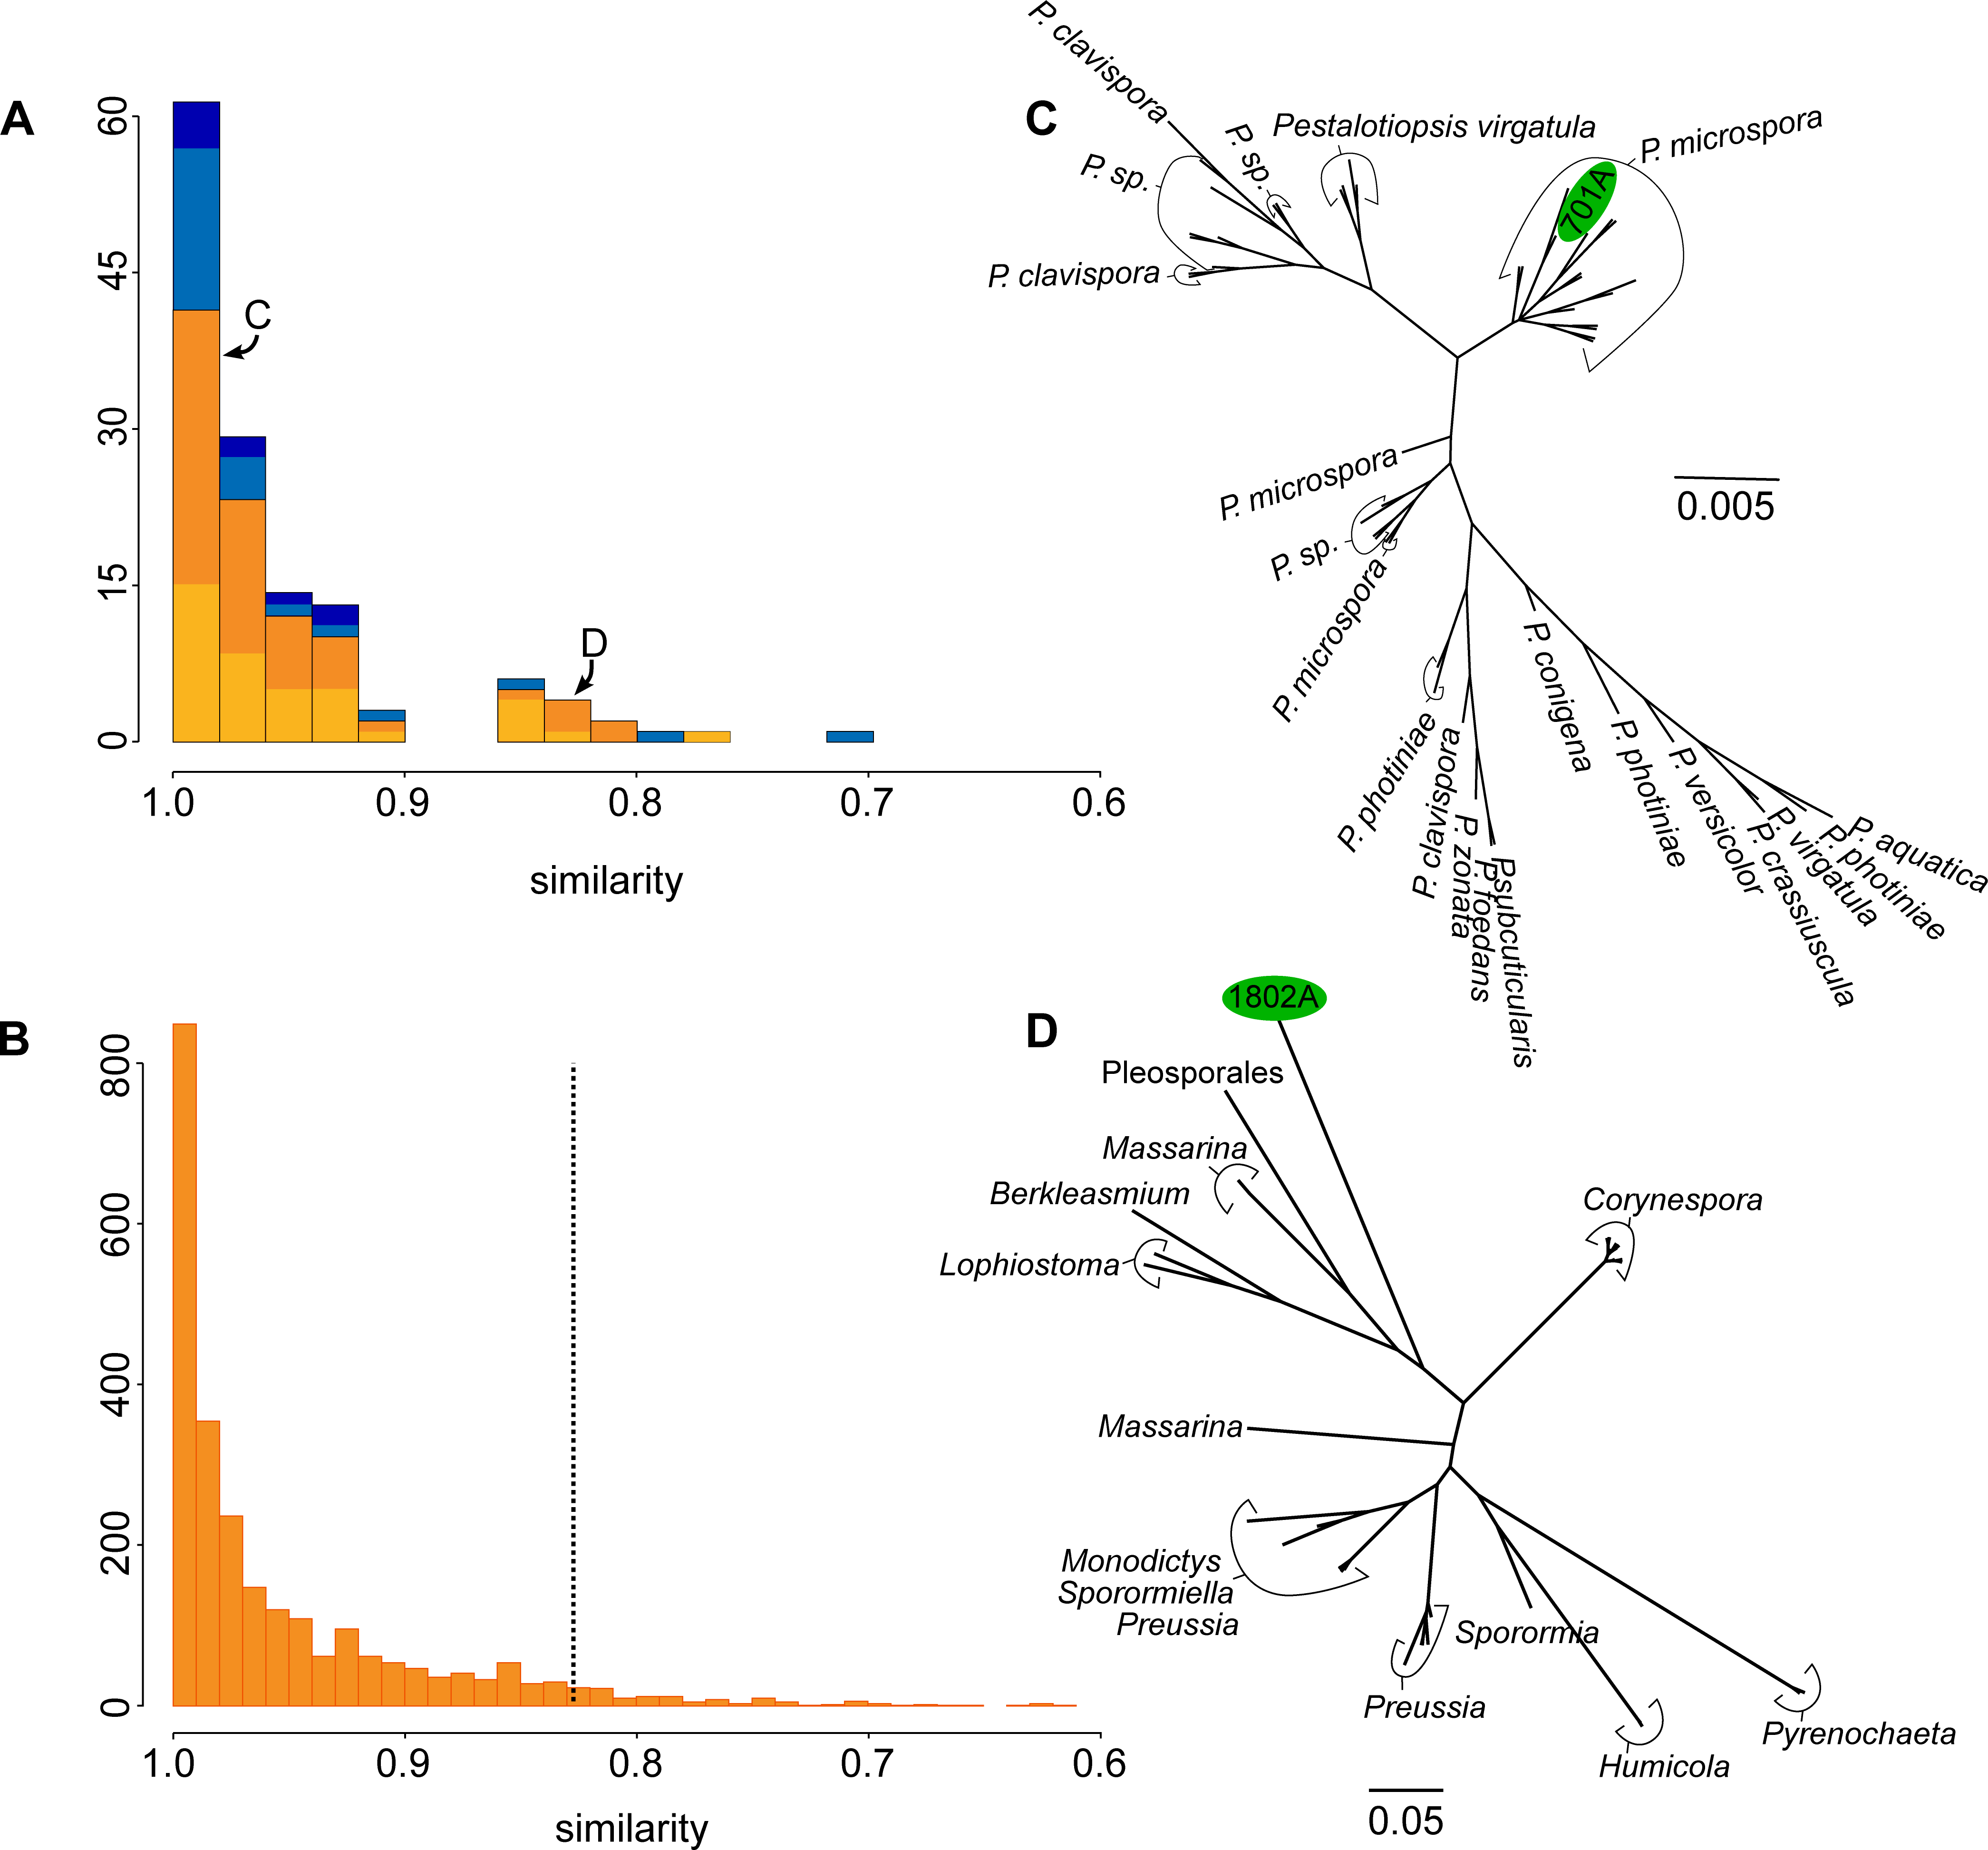 A
60
45
30
15
0
C
D
1.0
0.9
0.8
0.7
0.6
similarity
B
800
600
400
200
0
1.0
0.9
0.8
0.7
0.6
similarity
C
P. clavispora
P. sp.
P. sp.
Pestalotiopsis virgatula
P. microspora
701A
P. clavispora
P. microspora
0.005
P. sp.
P. microspora
P. photiniae
P. clavispora
P. zonata
P. foedans
P.subcuticularis
P. conigena
P. photiniae
P. versicolor
P. crassiuscula
P. virgatula
P. photiniae
P. aquatica
D
1802A
Pleosporales
Massarina
Berkleasmium
Lophiostoma
Corynespora
Massarina
Monodictys
Sporormiella
Preussia
Sporormia
Preussia
Pyrenochaeta
Humicola
0.05